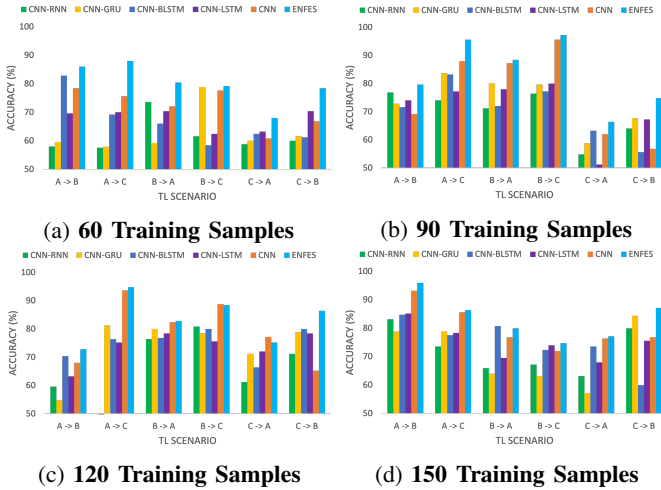 CNN-RNN CNN-GRU CNN-BLSTM CNN-LSTM CNN ENFES
100
90
80
70
60
50
ACCURACY (%)
A -> B A -> C B -> A B -> C C -> A C -> B
TL SCENARIO
(a) 60 Training Samples
CNN-RNN CNN-GRU CNN-BLSTM CNN-LSTM CNN ENFES
100
90
80
70
60
50
ACCURACY (%)
A -> B A -> C B -> A B -> C C -> A C -> B
TL SCENARIO
(b) 90 Training Samples
CNN-RNN CNN-GRU CNN-BLSTM CNN-LSTM CNN ENFES
100
90
80
70
60
50
ACCURACY (%)
A -> B A -> C B -> A B -> C C -> A C -> B
TL SCENARIO
(c) 120 Training Samples
CNN-RNN CNN-GRU CNN-BLSTM CNN-LSTM CNN ENFES
100
90
80
70
60
50
ACCURACY (%)
A -> B A -> C B -> A B -> C C -> A C -> B
TL SCENARIO
(d) 150 Training Samples